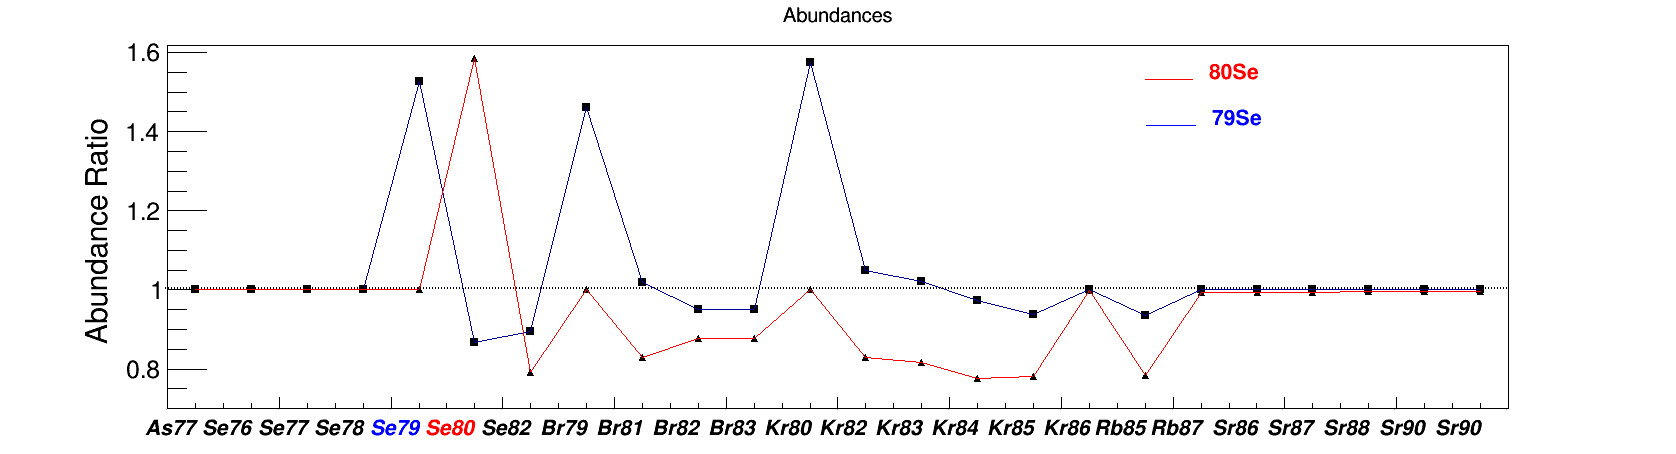 Abundances
1.6
80Se
79Se
1.4
1.2
1
0.8
Abundance Ratio
As77 Se76 Se77 Se78 Se79 Se80 Se82 Br79 Br81 Br82 Br83 Kr80 Kr82 Kr83 Kr84 Kr85 Kr86 Rb85 Rb87 Sr86 Sr87 Sr88 Sr90 Sr90